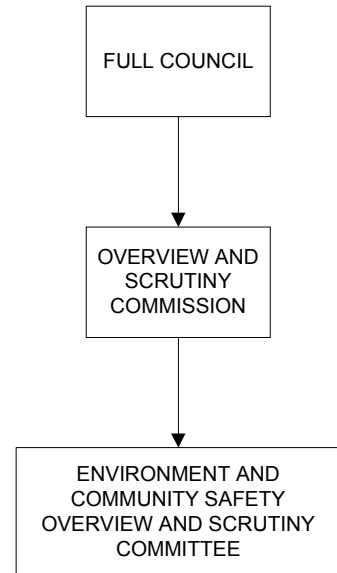 FULL COUNCIL
OVERVIEW AND
SCRUTINY
COMMISSION
ENVIRONMENT AND
COMMUNITY SAFETY
OVERVIEW AND SCRUTINY
COMMITTEE